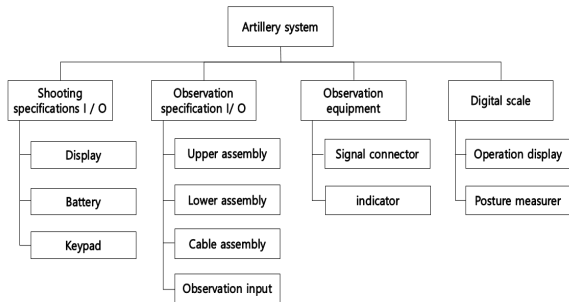 Artillery system
Shooting
specifications I / O
Observation
specification I/ O
Observation
equipment
Digital scale
Display
Upper assembly
Signal connector
Operation display
Battery
Lower assembly
indicator
Posture measurer
Keypad
Cable assembly
Observation input